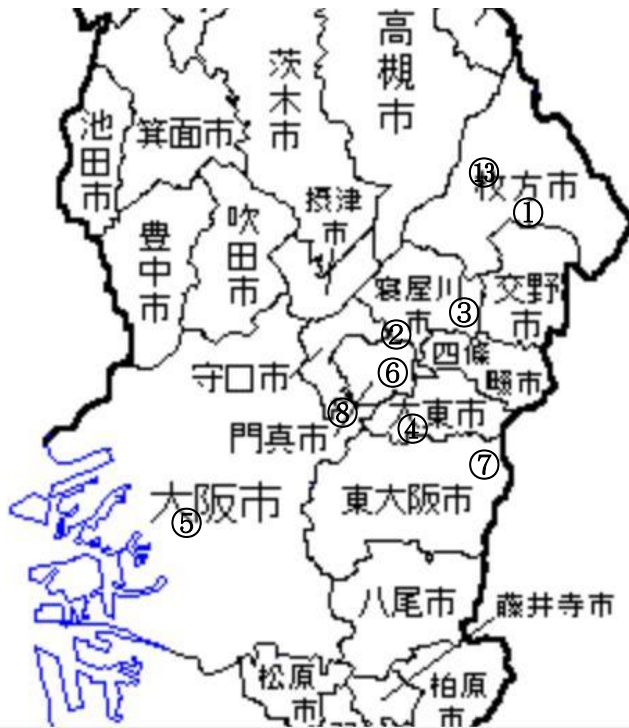 高槻市
茨木市
池田市
箕面市
⑬
枚方市
①
摂津市
吹田市
豊中市
寝屋川市
③
交野市
②
四條畷市
守口市
⑥
⑧
大東市
④
門真市
⑦
大阪市
⑤
東大阪市
八尾市
藤井寺市
松原市
柏原市